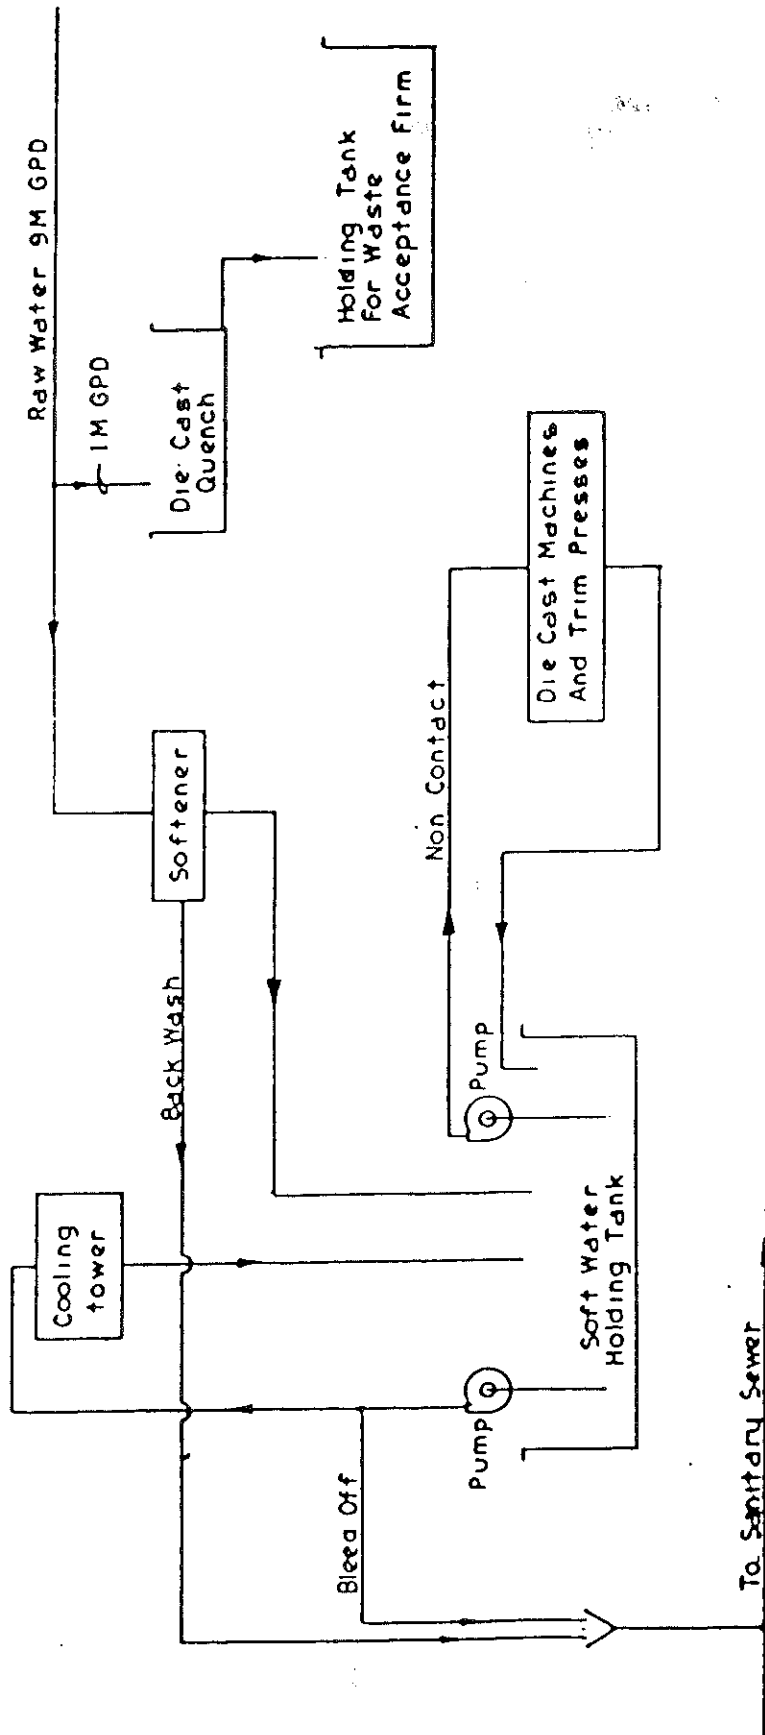 Raw Water 9M GPD
1M GPD
Die Cast
Quench
Holding Tank
For Waste
Acceptance Firm
Softener
Back Wash
Cooling
tower
Non Contact
Die Cast Machines
And Trim Presses
Pump
Soft Water
Holding Tank
Pump
Bleed Off
To Sanitary Sewer